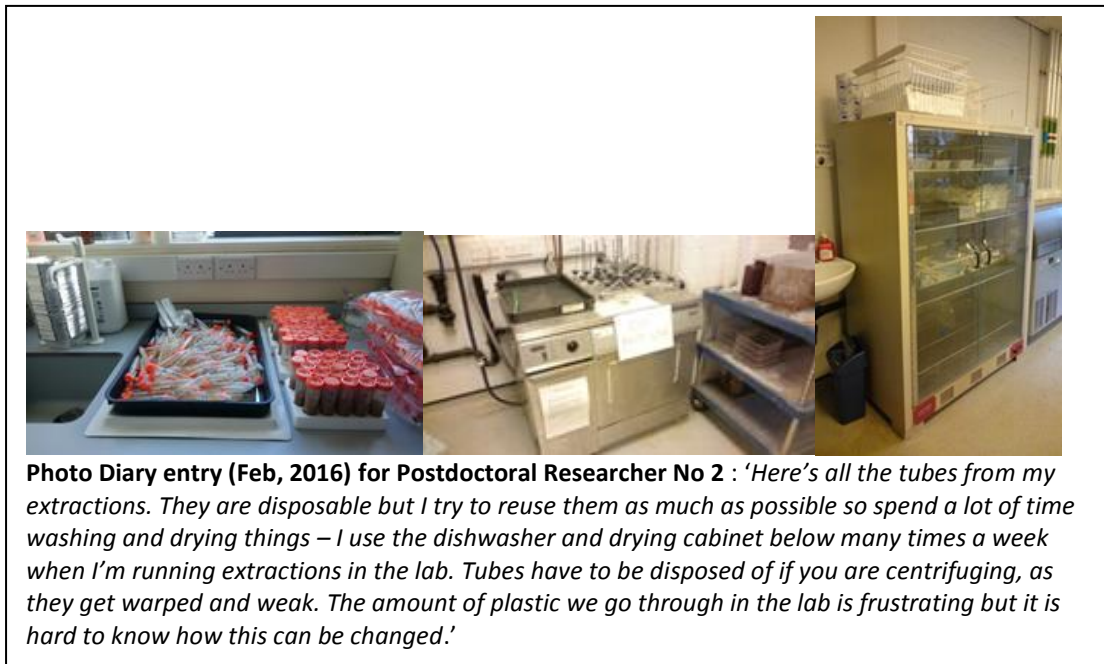 Photo Diary entry (Feb, 2016) for Postdoctoral Researcher No 2 : ‘Here’s all the tubes from my
extractions. They are disposable but I try to reuse them as much as possible so spend a lot of time
washing and drying things – I use the dishwasher and drying cabinet below many times a week
when I’m running extractions in the lab. Tubes have to be disposed of if you are centrifuging, as
they get warped and weak. The amount of plastic we go through in the lab is frustrating but it is
hard to know how this can be changed.’